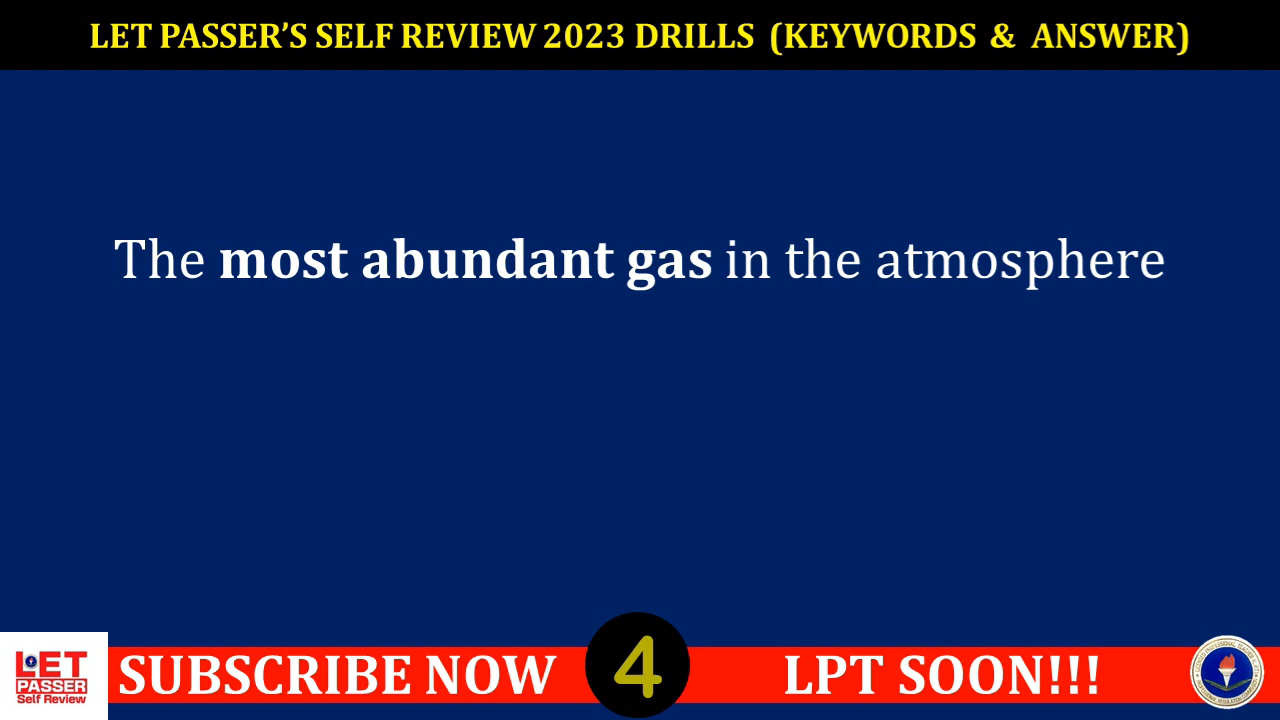 LET PASSER’S SELF REVIEW 2023 DRILLS (KEYWORDS & ANSWER)
The most abundant gas in the atmosphere
LET
PASSER
Self Review
SUBSCRIBE NOW
4
LPT SOON!!!